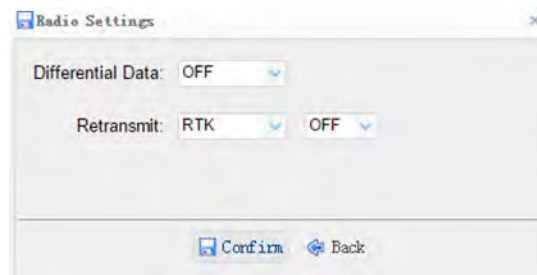 Radio Settings
Differential Data: OFF
Retransmit: RTK OFF
Confirm Back